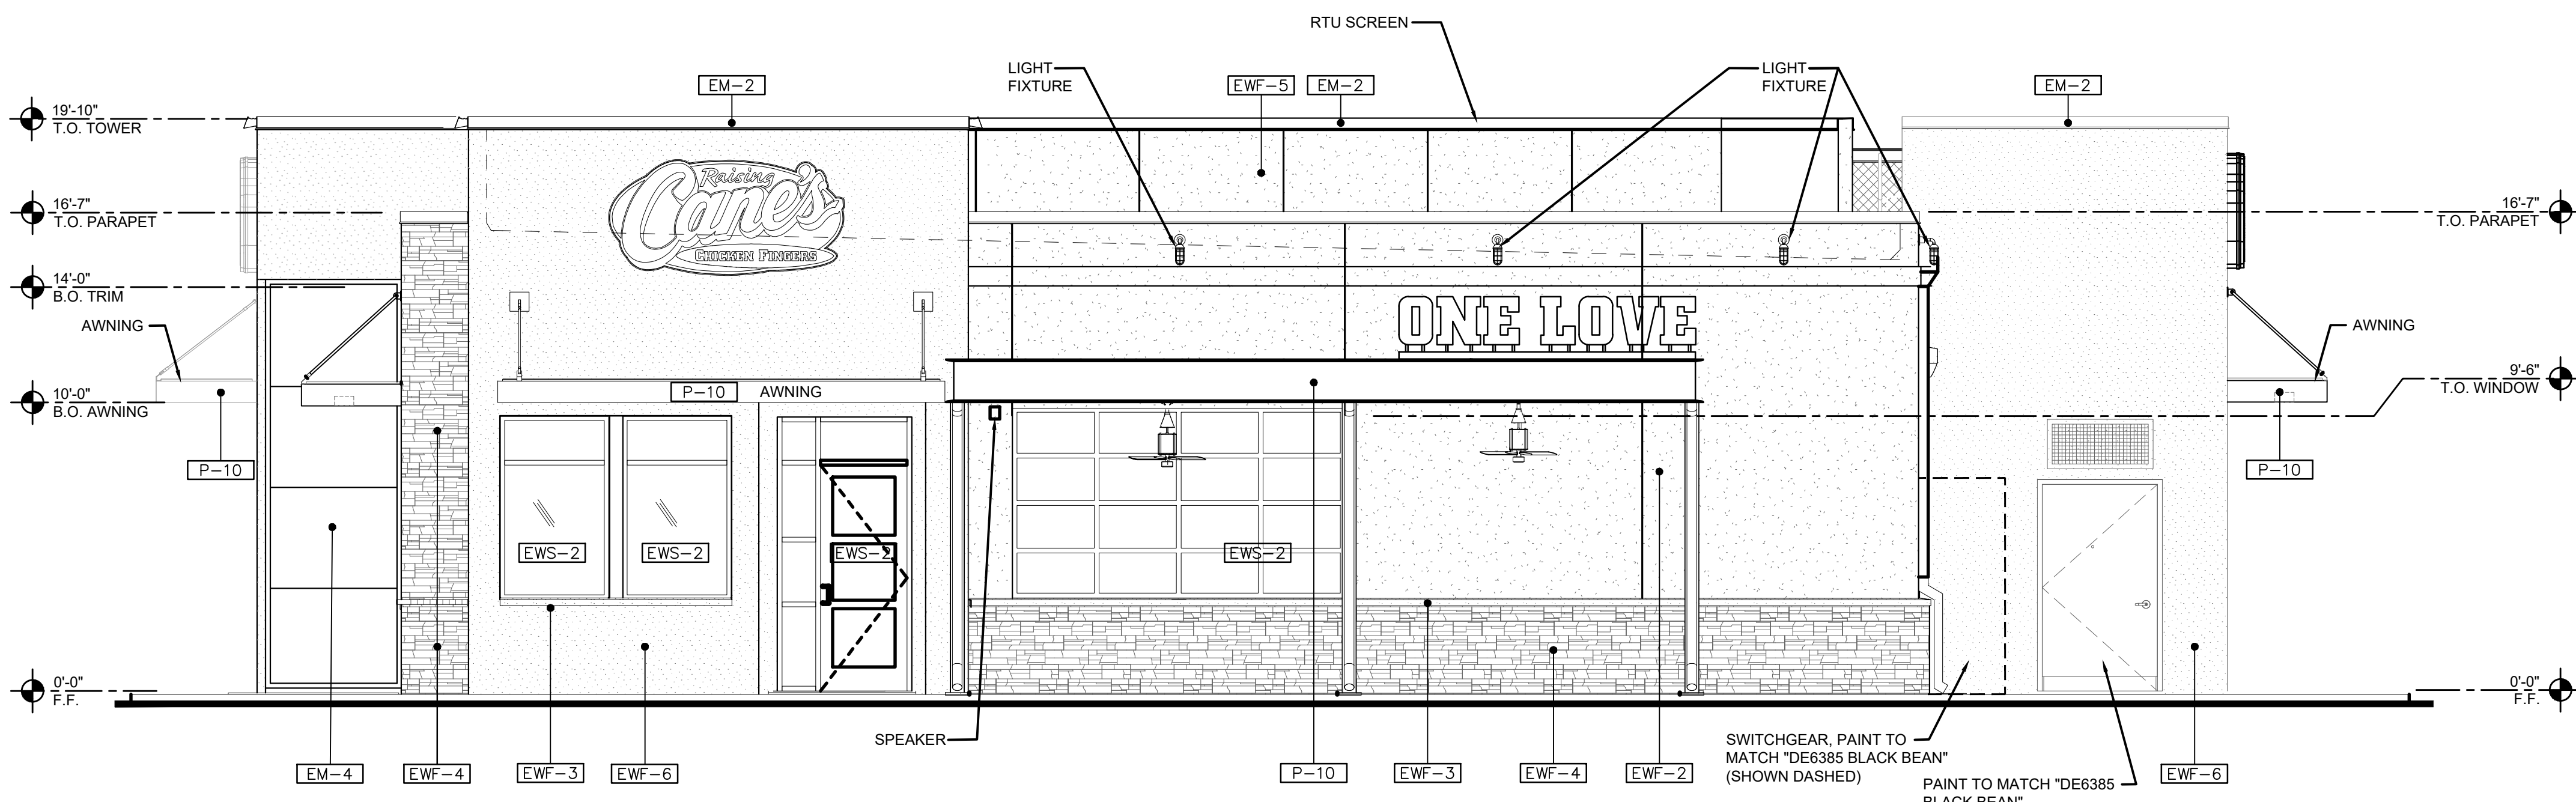 RTU SCREEN
LIGHT
FIXTURE
LIGHT
FIXTURE
EM-2
EWF-5
EM-2
EM-2
19'-10"
T.O. TOWER
16'-7"
T.O. PARAPET
16'-7"
T.O. PARAPET
Raising
Cane's
CHICKEN FINGERS
14'-0"
B.O. TRIM
ONE LOVE
AWNING
AWNING
9'-6"
T.O. WINDOW
10'-0"
B.O. AWNING
P-10
AWNING
P-10
P-10
EWS-2
EWS-2
EWS-2
EWS-2
0'-0"
F.F.
0'-0"
F.F.
SPEAKER
SWITCHGEAR, PAINT TO
MATCH "DE6385 BLACK BEAN"
(SHOWN DASHED)
EM-4
EWF-4
EWF-3
EWF-6
P-10
EWF-3
EWF-4
EWF-2
EWF-6
PAINT TO MATCH "DE6385
BLACK BEAN"